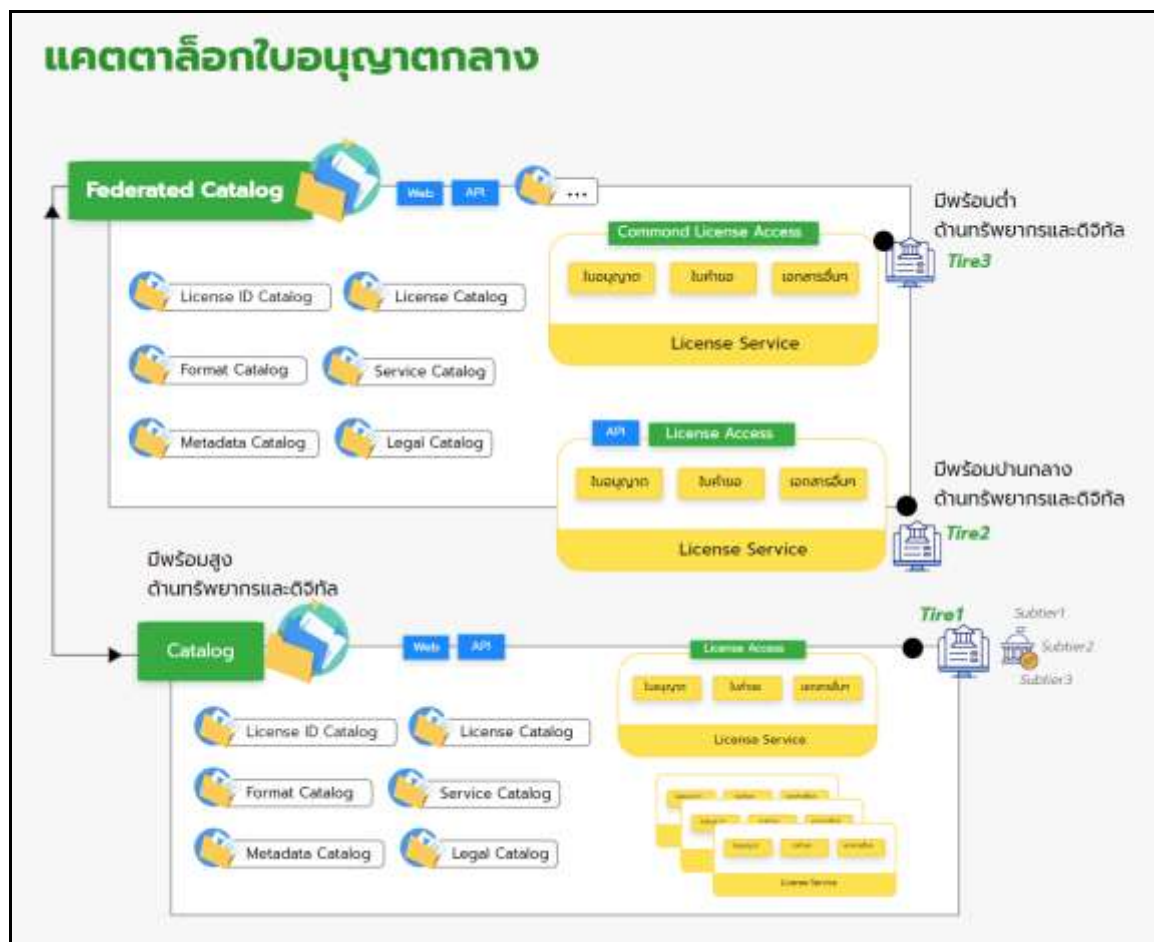 แคตตาล็อกใบอนุญาตกลาง
Federated Catalog
Web
API
...
มีพร้อมต่ำ
ด้านทรัพยากรและดิจิทัล
Tire3
Commond License Access
ใบอนุญาต
ใบคำขอ
เอกสารอื่นๆ
License Service
License ID Catalog
License Catalog
Format Catalog
Service Catalog
Metadata Catalog
Legal Catalog
API
License Access
ใบอนุญาต
ใบคำขอ
เอกสารอื่นๆ
License Service
มีพร้อมปานกลาง
ด้านทรัพยากรและดิจิทัล
Tire2
มีพร้อมสูง
ด้านทรัพยากรและดิจิทัล
Catalog
Web
API
Tire1
Subtier1
Subtier2
Subtier3
License Access
ใบอนุญาต
ใบคำขอ
เอกสารอื่นๆ
License Service
License ID Catalog
License Catalog
Format Catalog
Service Catalog
Metadata Catalog
Legal Catalog
License Service